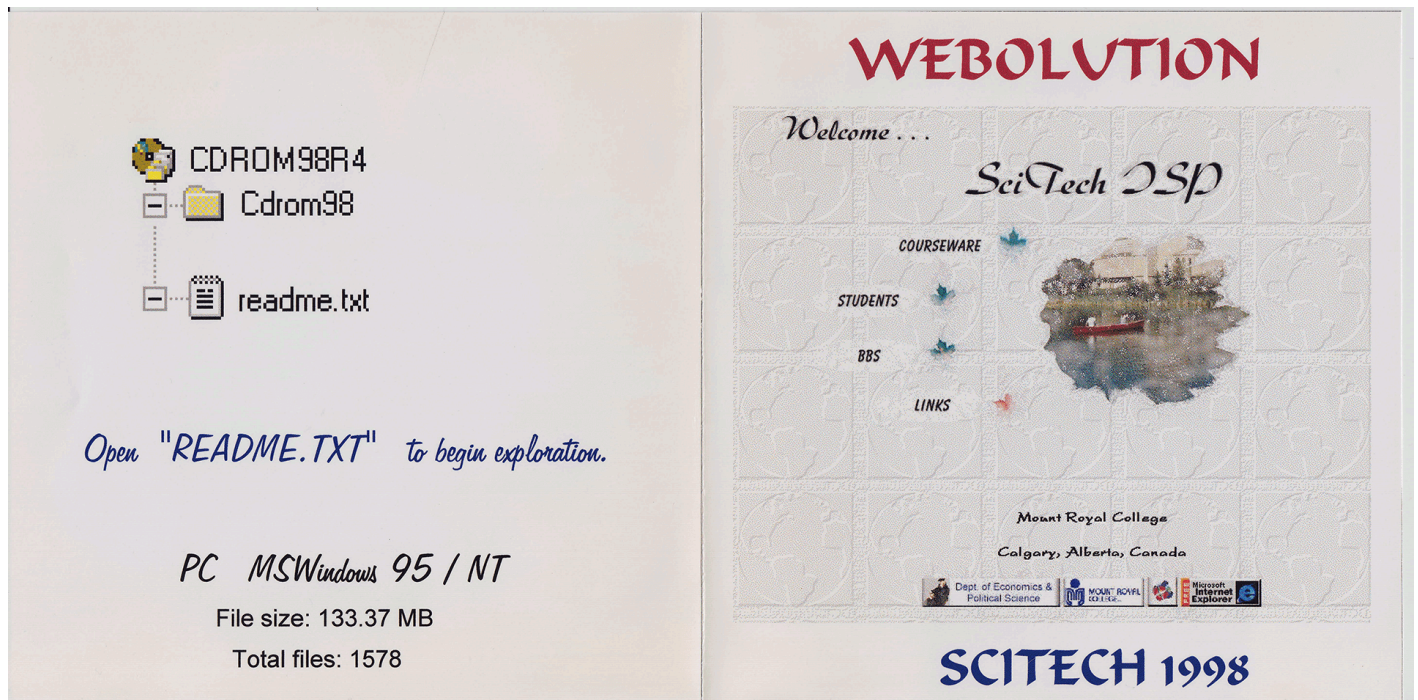 CDROM98R4
Cdrom98
readme.txt
Open "README.TXT" to begin exploration.
PC MSWindows 95 / NT
File size: 133.37 MB
Total files: 1578
WEBOLUTION
Welcome . . .
SciTech ISP
COURSEWARE
STUDENTS
BBS
LINKS
Mount Royal College
Calgary, Alberta, Canada
Dept. of Economics &
Political Science
MOUNT ROYAL
COLLEGE
Microsoft
Internet
Explorer
SCITECH 1998